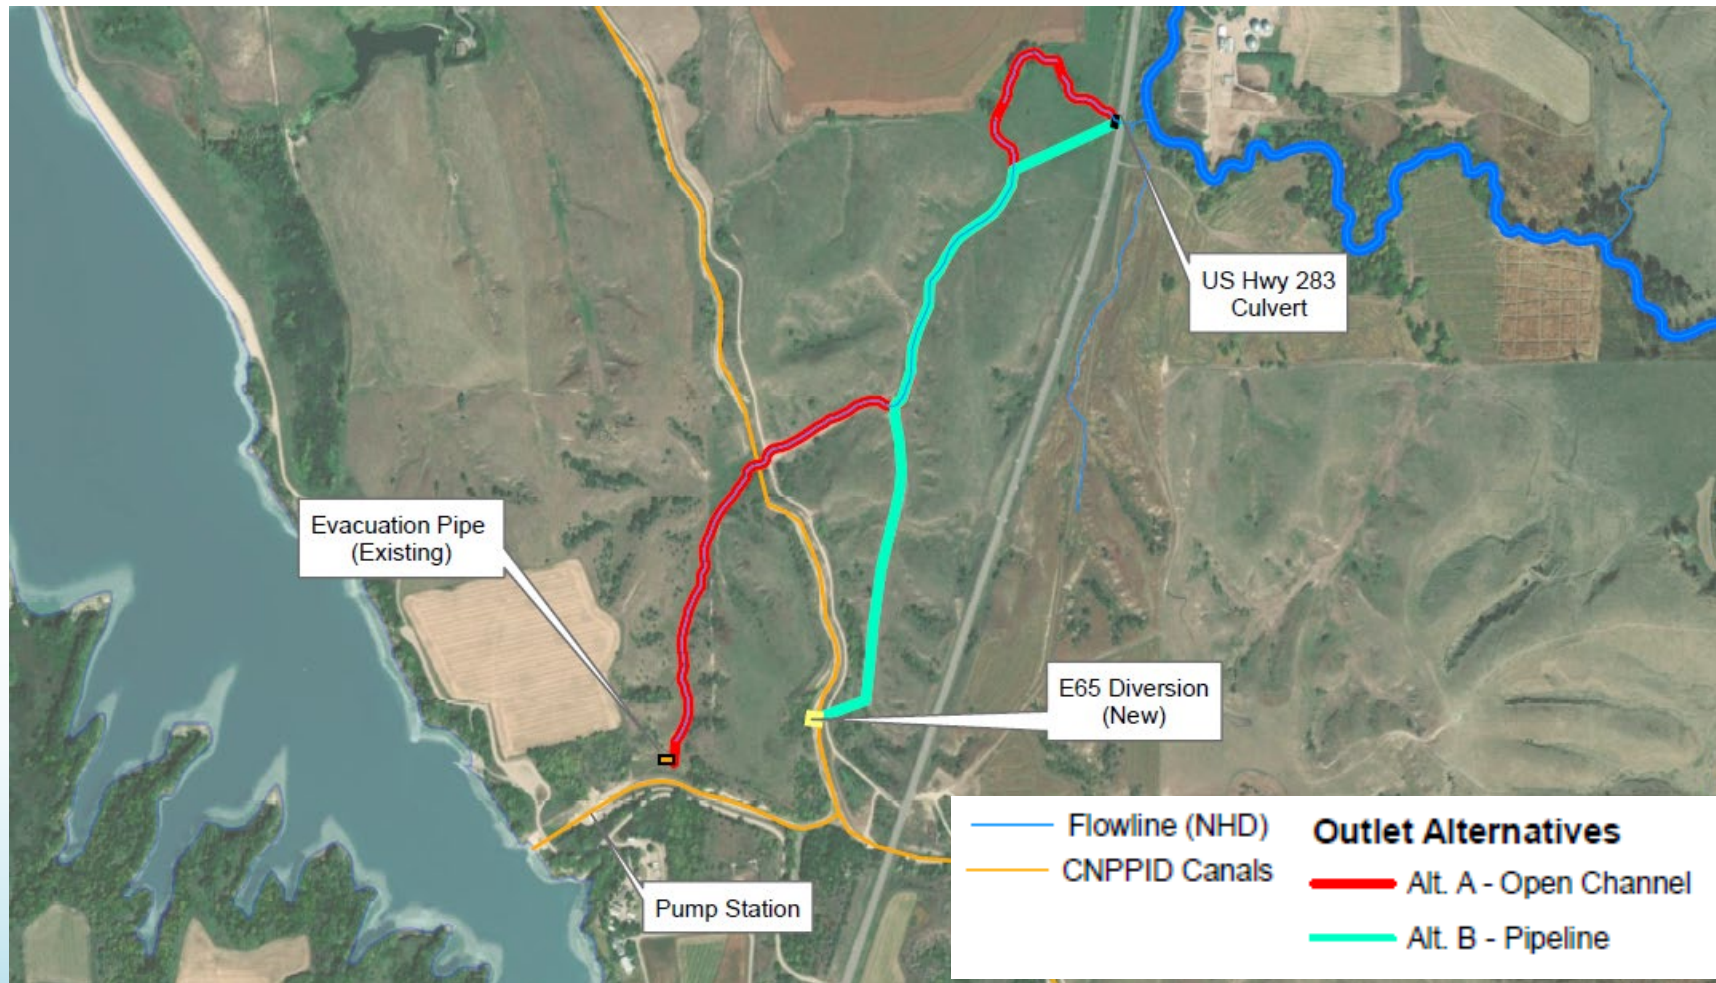 US Hwy 283
Culvert
Evacuation Pipe
(Existing)
E65 Diversion
(New)
Pump Station
Flowline (NHD)
CNPPID Canals
Outlet Alternatives
Alt. A - Open Channel
Alt. B - Pipeline